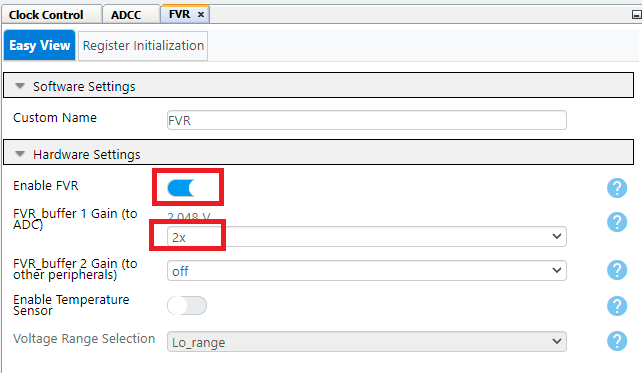 Clock Control
ADCC
FVR
Easy View
Register Initialization
Software Settings
Custom Name
FVR
Hardware Settings
Enable FVR
FVR_buffer 1 Gain (to
ADC)
2.048 V
2x
FVR_buffer 2 Gain (to
other peripherals)
off
Enable Temperature
Sensor
Voltage Range Selection
Lo_range